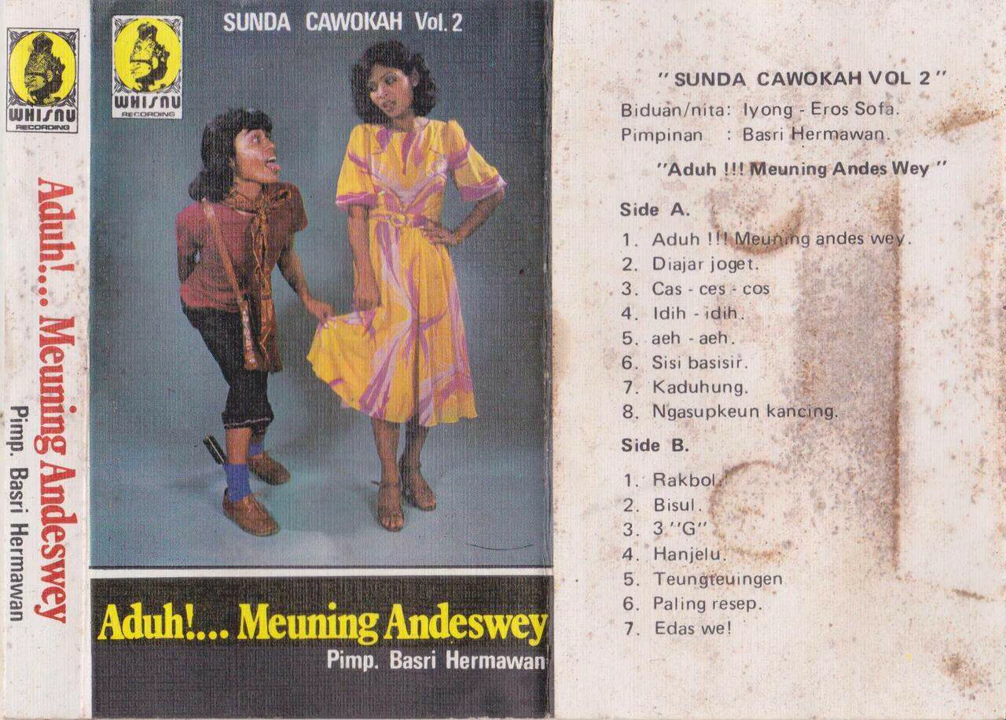 WHISNU
RECORDING
Aduh!.... Meuning Andeswey
Pimp. Basri Hermawan
SUNDA CAWOKAH Vol. 2
WHISNU
RECORDING
Aduh!.... Meuning Andeswey
Pimp. Basri Hermawan
"SUNDA CAWOKAH VOL 2"
Biduan/nita: Iyong - Eros Sofa.
Pimpinan : Basri Hermawan.
"Aduh !!! Meuning Andes Wey"
Side A.
1. Aduh !!! Meuning andes wey.
2. Diajar joget.
3. Cas - ces - cos
4. Idih - idih.
5. aeh - aeh.
6. Sisi basisir.
7. Kaduhung.
8. Ngasupkeun kancing.
Side B.
1. Rakbol.
2. Bisul.
3. 3 "G"
4. Hanjelu.
5. Teungteuingen
6. Paling resep.
7. Edas we!